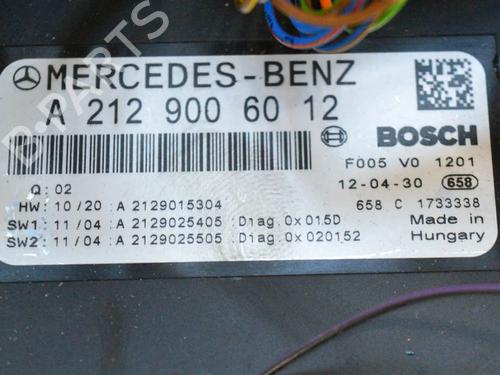 MERCEDES-BENZ
A 212 900 60 12
BOSCH
F005 V0 1201
Q: 02
12-04-30 658
HW: 10/20 A 2129015304
658 C 1733338
SW1: 11/04 :A 2129025405 :Diag.0x015D
Made in
SW2: 11/04 :A 2129025505 :Diag.0x020152
Hungary
B-PARTS